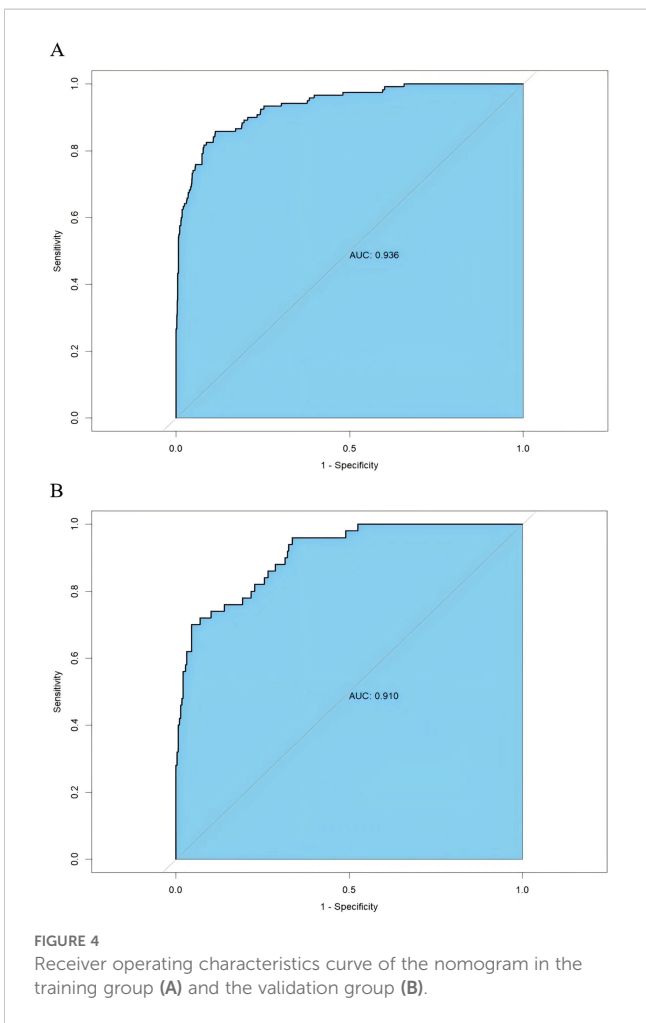 A
1.0
0.8
0.6
0.4
0.2
0.0
Sensitivity
AUC: 0.936
0.0 0.5 1.0
1 - Specificity
B
1.0
0.8
0.6
0.4
0.2
0.0
Sensitivity
AUC: 0.910
0.0 0.5 1.0
1 - Specificity
FIGURE 4
Receiver operating characteristics curve of the nomogram in the
training group (A) and the validation group (B).